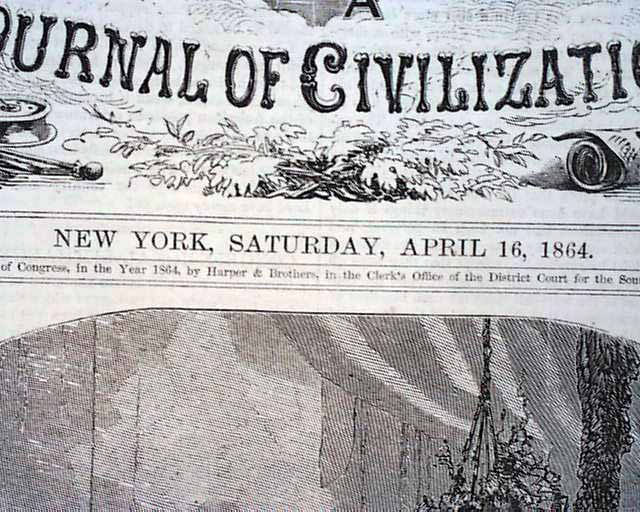 A
JOURNAL OF CIVILIZATIO
NEW YORK, SATURDAY, APRIL 16, 1864.
of Congress, in the Year 1864, by Harper & Brothers, in the Clerk's Office of the District Court for the Sou